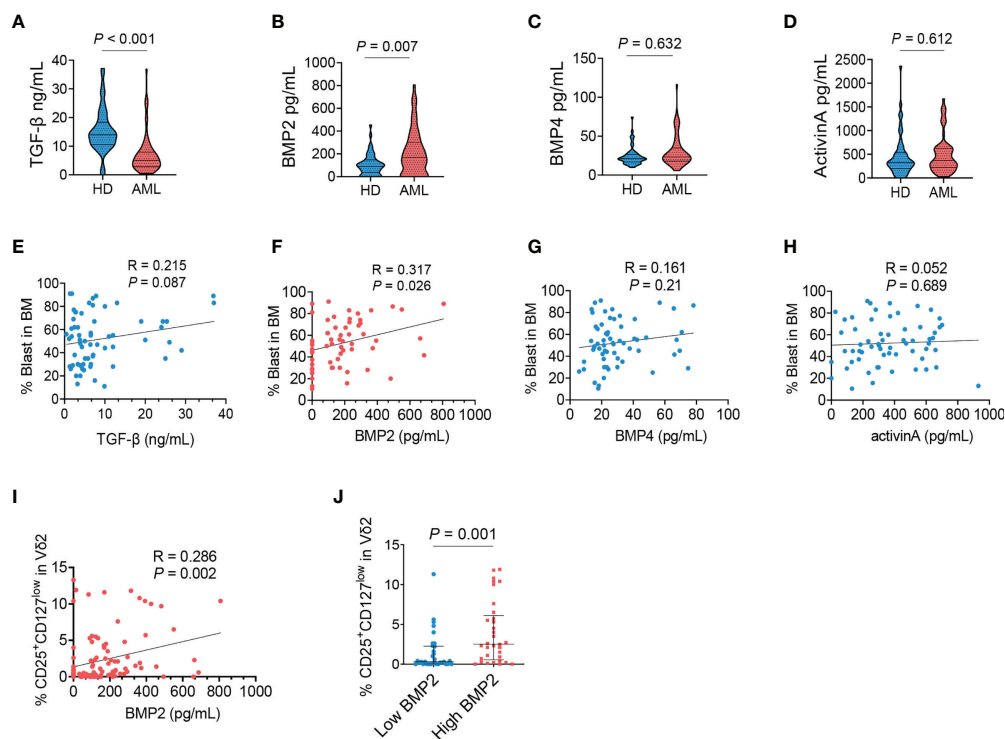 A
P < 0.001
TGF-β ng/mL
40
30
20
10
0
HD AML
B
P = 0.007
BMP2 pg/mL
1000
800
600
400
200
0
HD AML
C
P = 0.632
BMP4 pg/mL
150
100
50
0
HD AML
D
P = 0.612
ActivinA pg/mL
2500
2000
1500
1000
500
0
HD AML
E
R = 0.215
P = 0.087
% Blast in BM
100
80
60
40
20
0
0 10 20 30 40
TGF-β (ng/mL)
F
R = 0.317
P = 0.026
% Blast in BM
100
80
60
40
20
0
0 200 400 600 800 1000
BMP2 (pg/mL)
G
R = 0.161
P = 0.21
% Blast in BM
100
80
60
40
20
0
0 20 40 60 80
BMP4 (pg/mL)
H
R = 0.052
P = 0.689
% Blast in BM
100
80
60
40
20
0
0 200 400 600 800 1000
activinA (pg/mL)
I
R = 0.286
P = 0.002
% CD25+CD127low in Vδ2
15
10
5
0
0 200 400 600 800 1000
BMP2 (pg/mL)
J
P = 0.001
% CD25+CD127low in Vδ2
15
10
5
0
Low BMP2
High BMP2